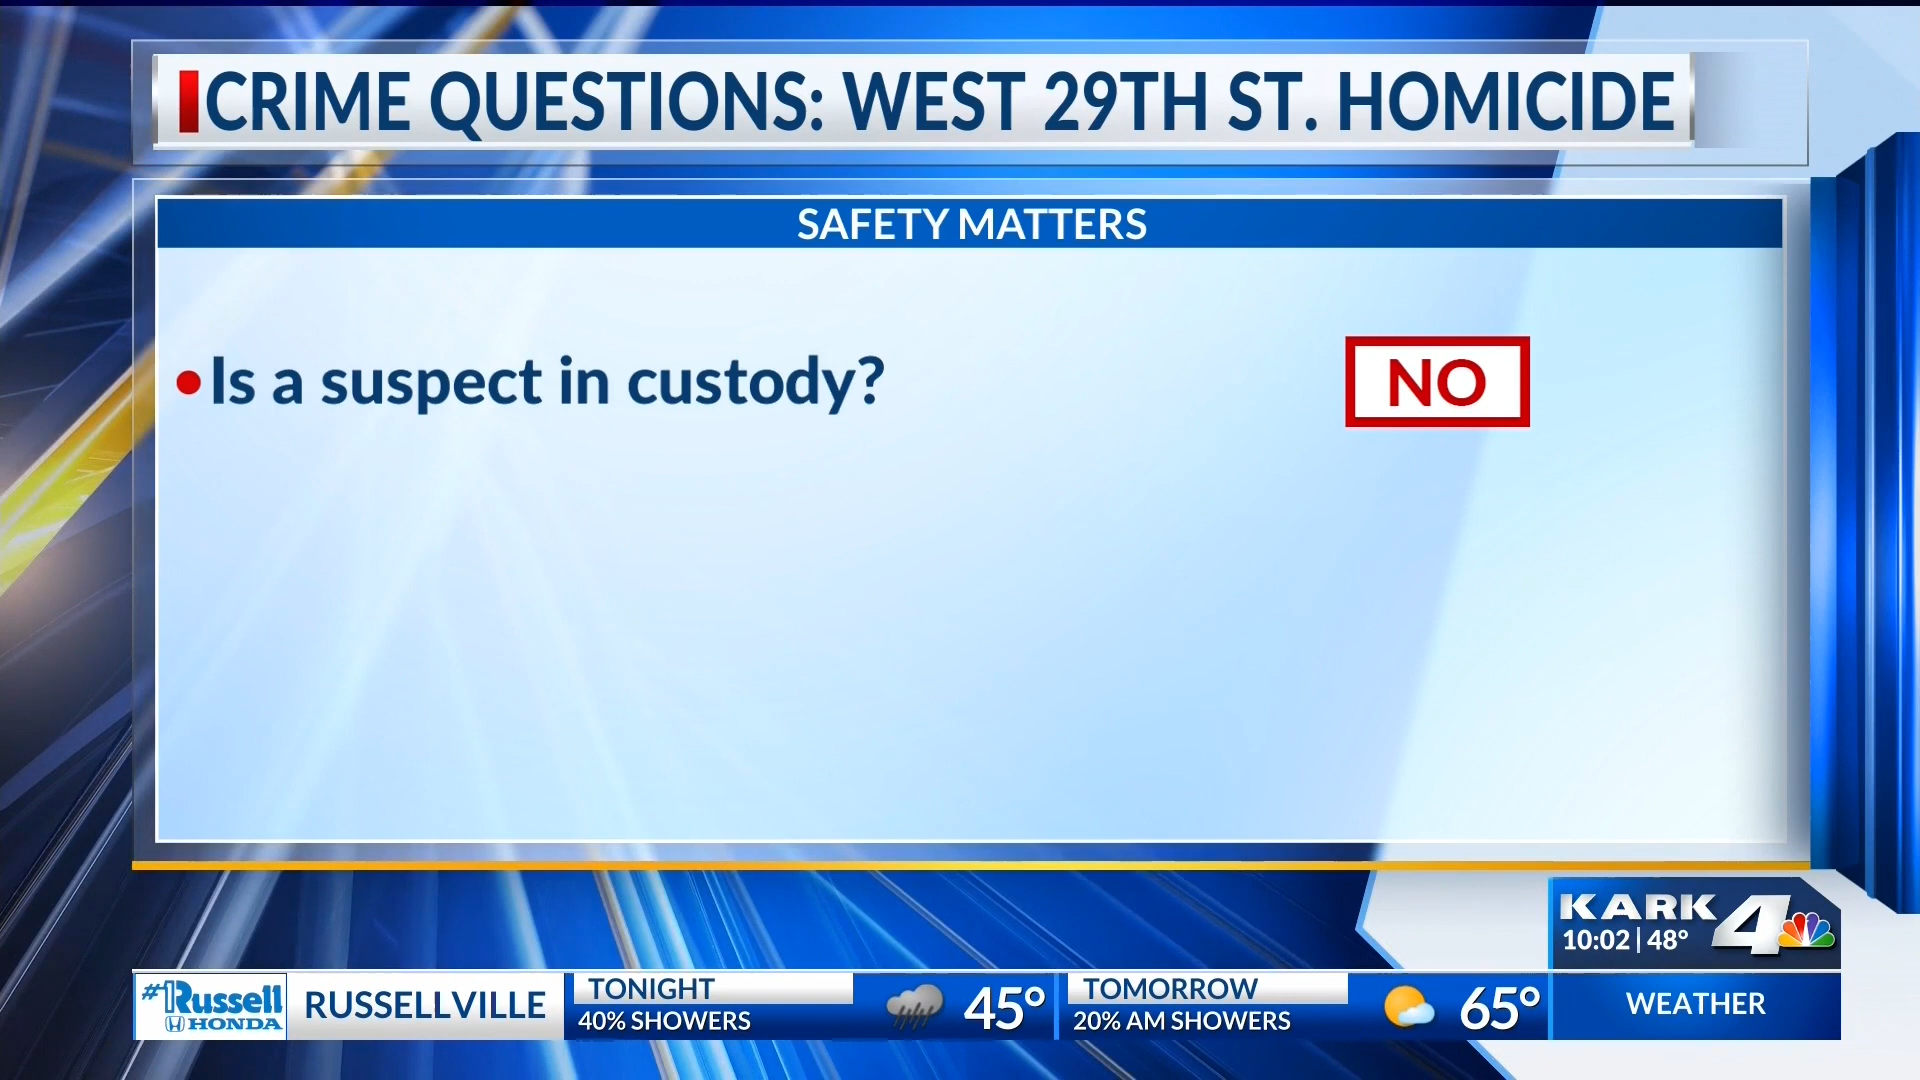 CRIME QUESTIONS: WEST 29TH ST. HOMICIDE
SAFETY MATTERS
•Is a suspect in custody? NO
KARK 4
10:02 | 48°
#1 Russell HONDA
RUSSELLVILLE
TONIGHT
40% SHOWERS
45°
TOMORROW
20% AM SHOWERS
65°
WEATHER